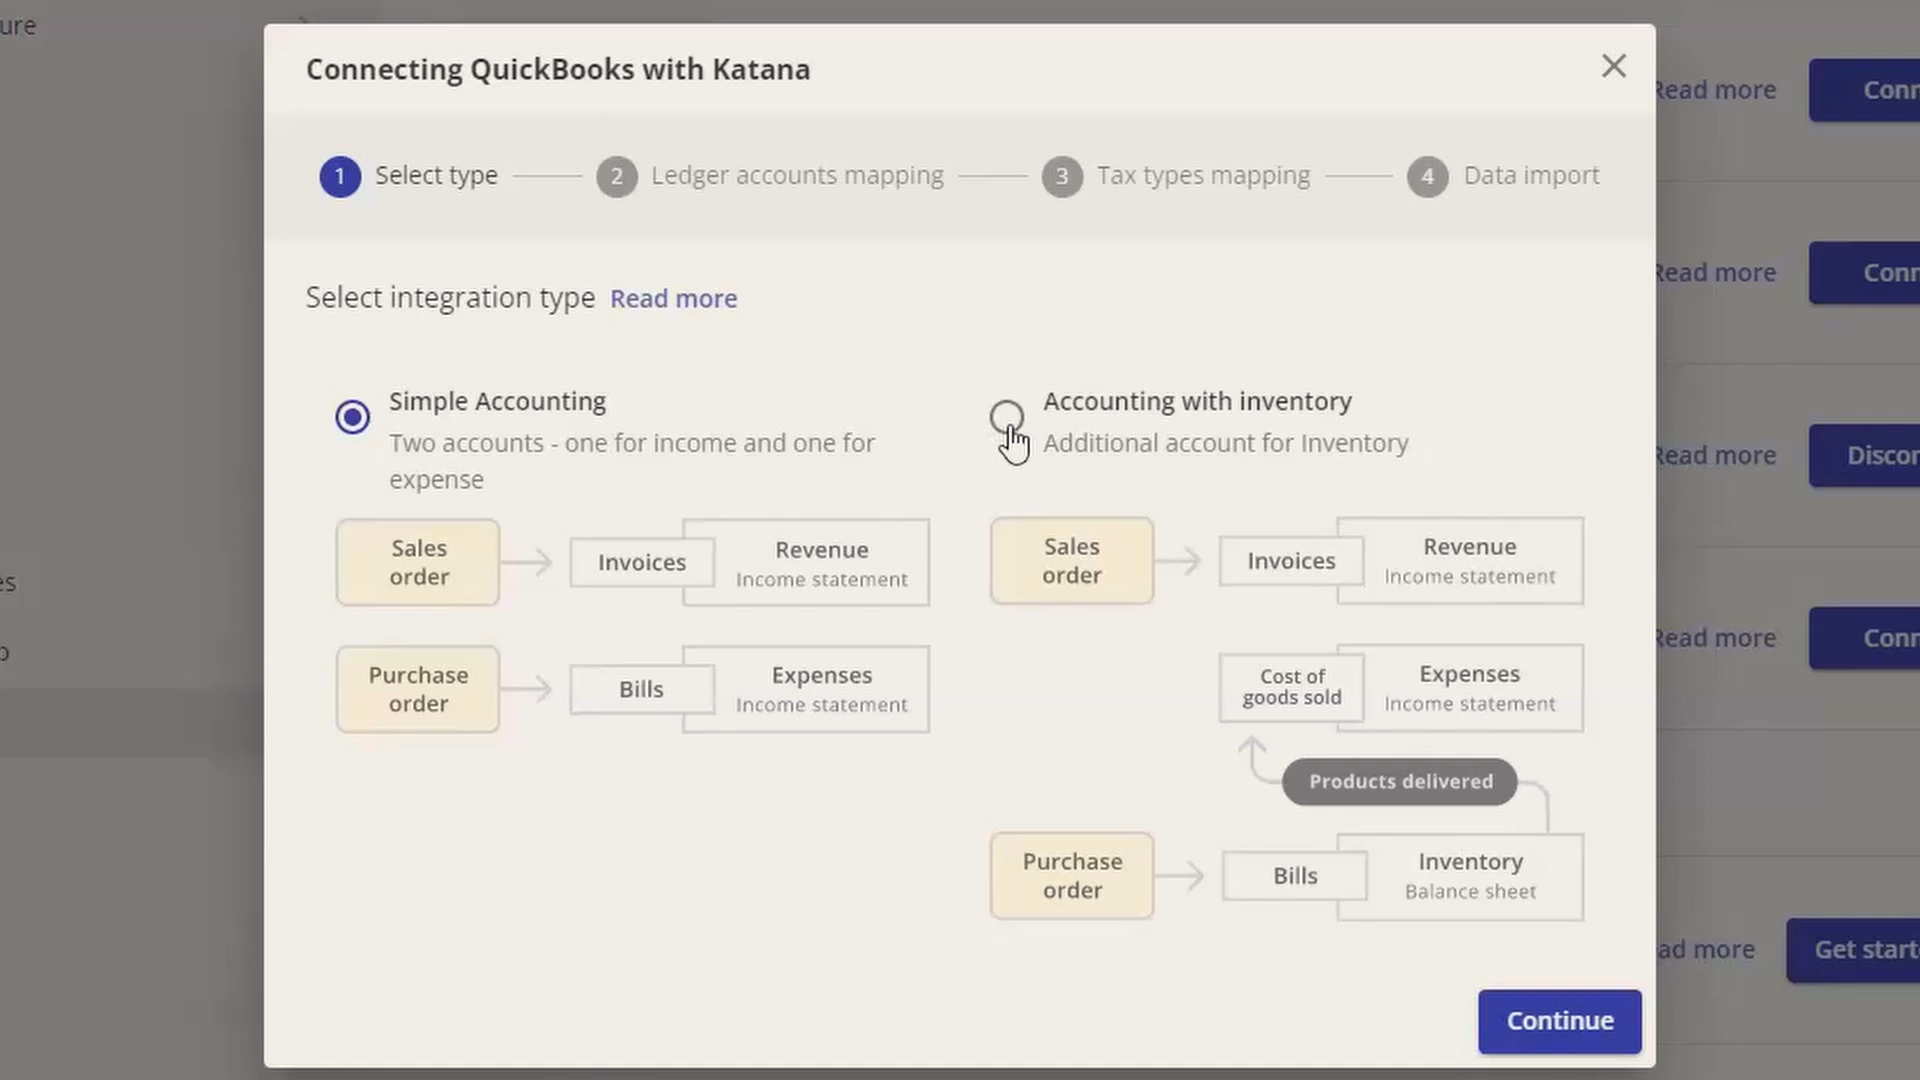 ure
Connecting QuickBooks with Katana
Read more
1 Select type
2 Ledger accounts mapping
3 Tax types mapping
4 Data import
Select integration type Read more
Read more
Simple Accounting
Two accounts - one for income and one for
expense
Accounting with inventory
Additional account for Inventory
Read more
Sales
order
Invoices
Revenue
Income statement
Purchase
order
Bills
Expenses
Income statement
Sales
order
Invoices
Revenue
Income statement
Cost of
goods sold
Expenses
Income statement
Products delivered
Purchase
order
Bills
Inventory
Balance sheet
es
Read more
ad more
Get start
Continue